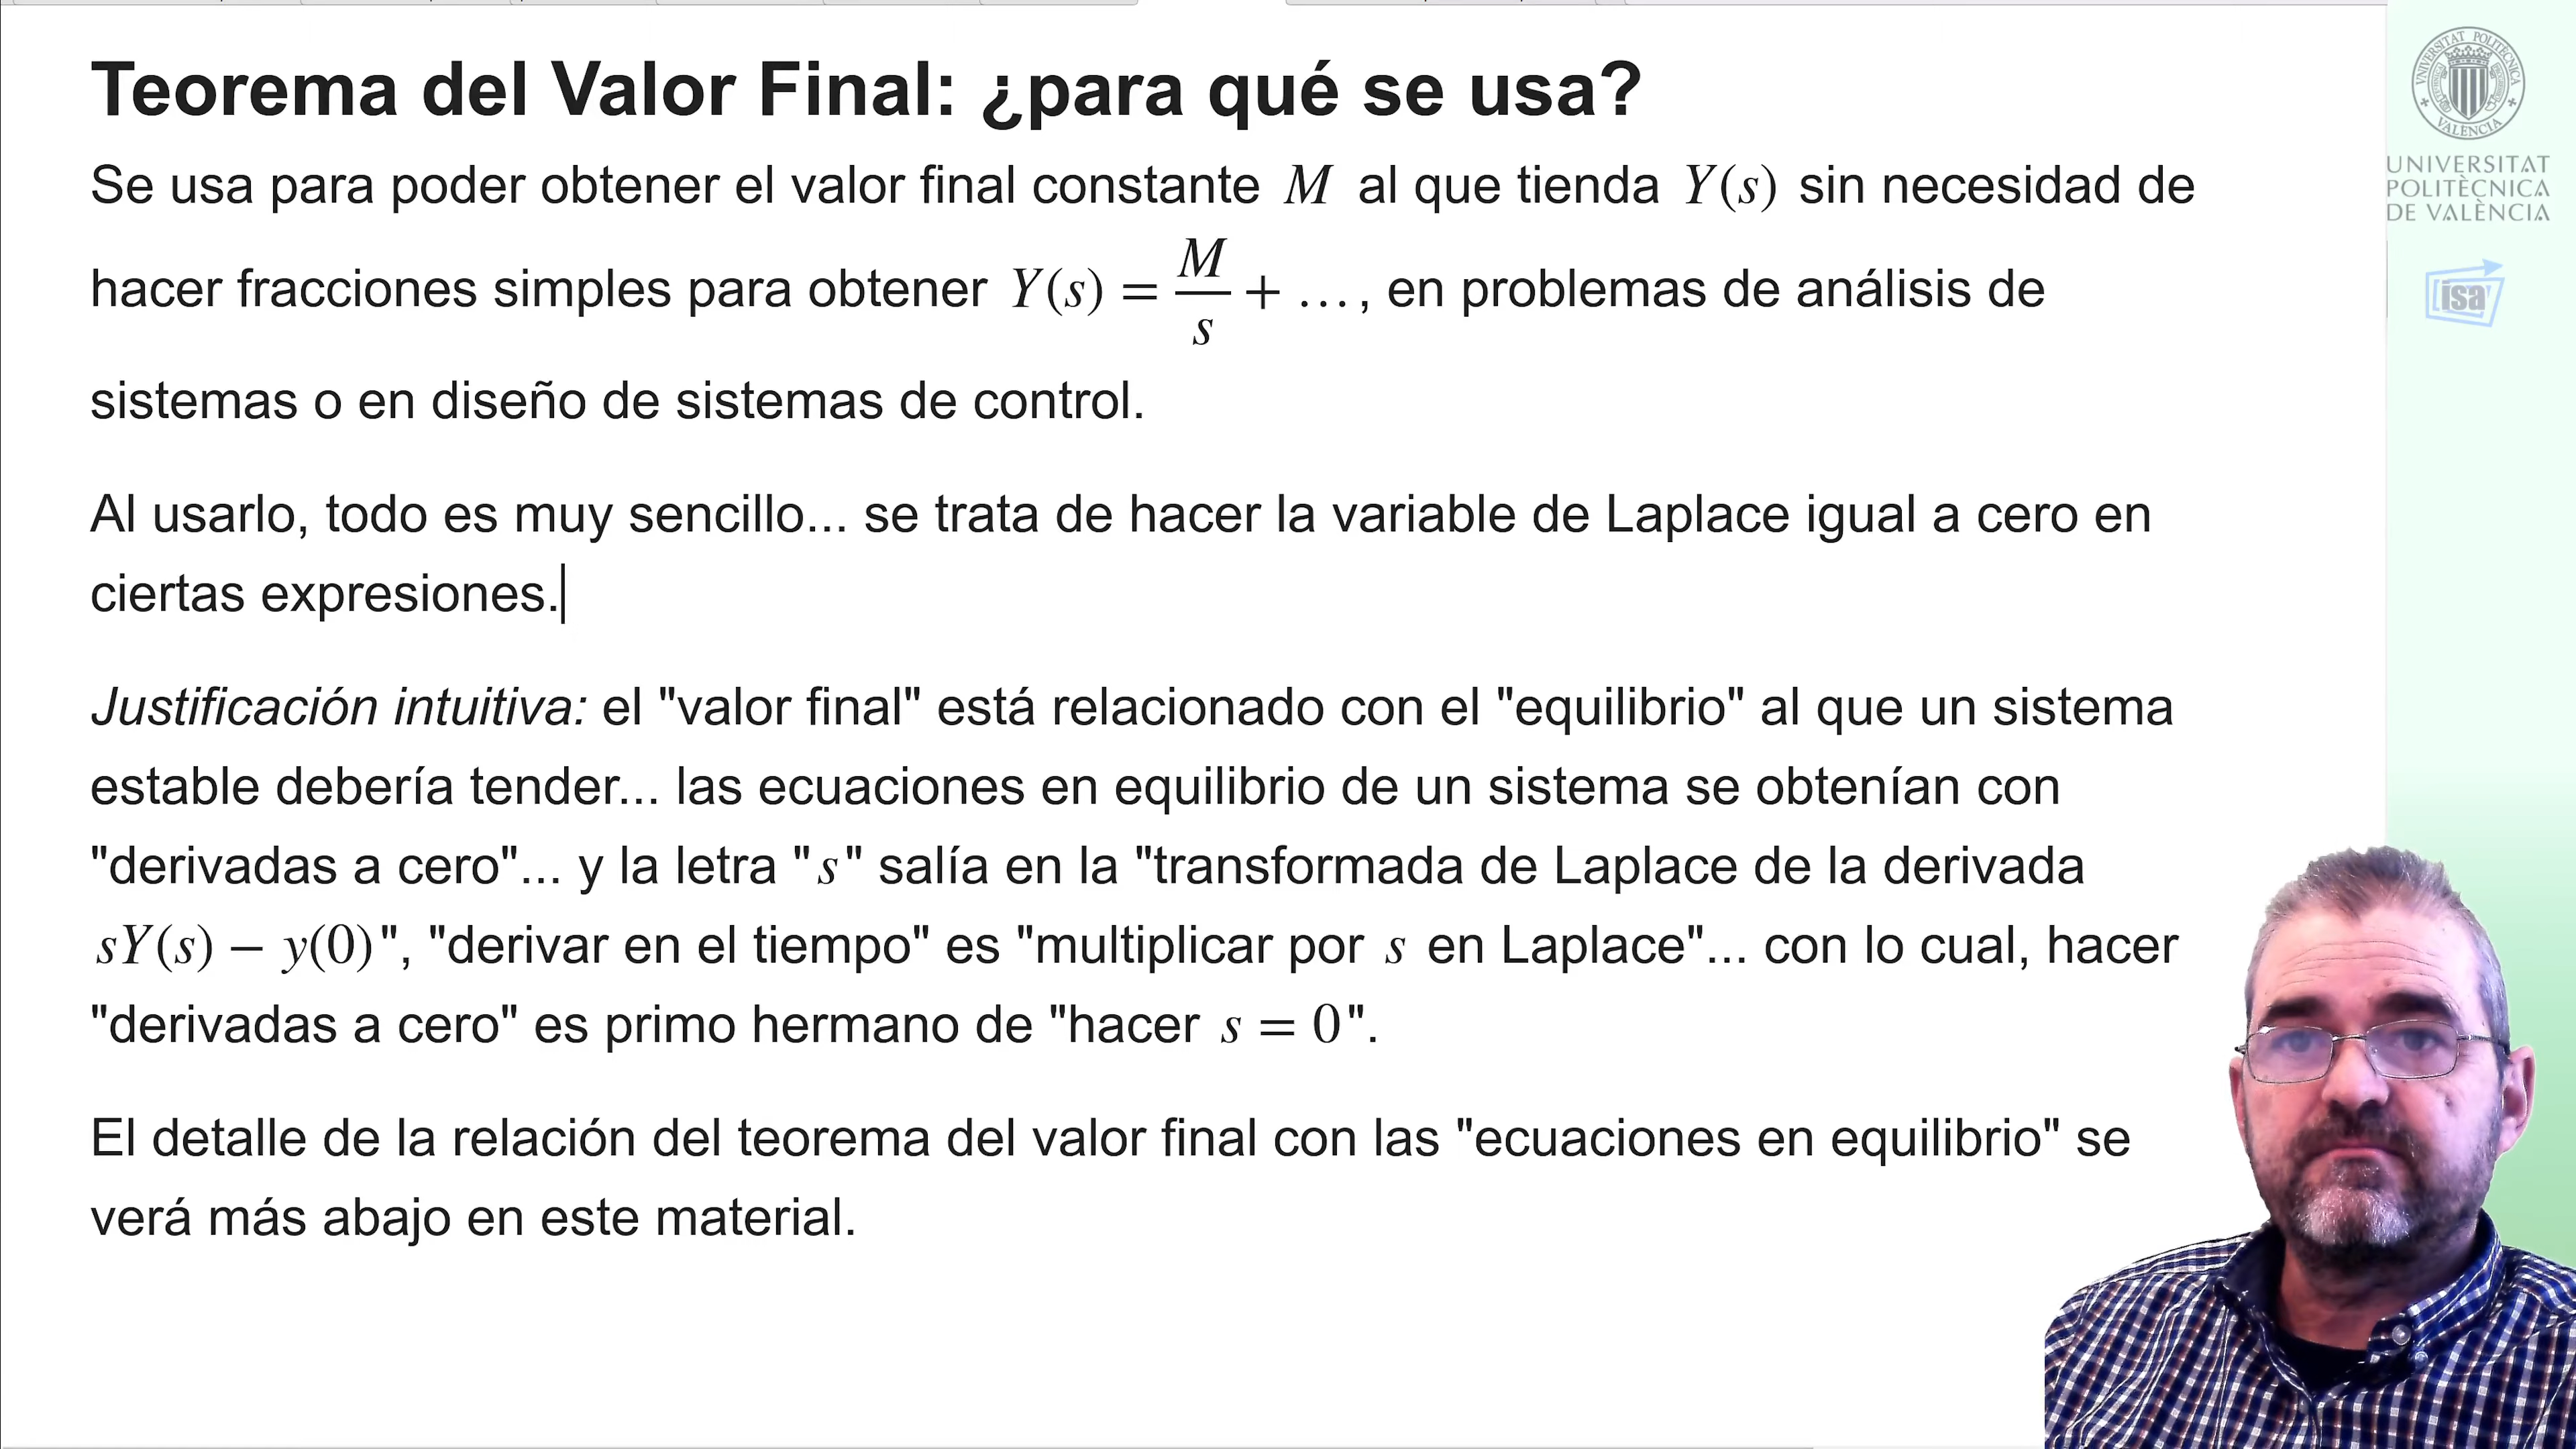 Teorema del Valor Final: ¿para qué se usa?
Se usa para poder obtener el valor final constante M al que tienda Y(s) sin necesidad de
hacer fracciones simples para obtener Y(s) = M/s + …, en problemas de análisis de
sistemas o en diseño de sistemas de control.
Al usarlo, todo es muy sencillo... se trata de hacer la variable de Laplace igual a cero en
ciertas expresiones.
Justificación intuitiva: el "valor final" está relacionado con el "equilibrio" al que un sistema
estable debería tender... las ecuaciones en equilibrio de un sistema se obtenían con
"derivadas a cero"... y la letra "s" salía en la "transformada de Laplace de la derivada
sY(s) − y(0)", "derivar en el tiempo" es "multiplicar por s en Laplace"... con lo cual, hacer
"derivadas a cero" es primo hermano de "hacer s = 0".
El detalle de la relación del teorema del valor final con las "ecuaciones en equilibrio" se
verá más abajo en este material.
UNIVERSITAT POLITÈCNICA
VALÈNCIA
UNIVERSITAT
POLITÈCNICA
DE VALÈNCIA
isa